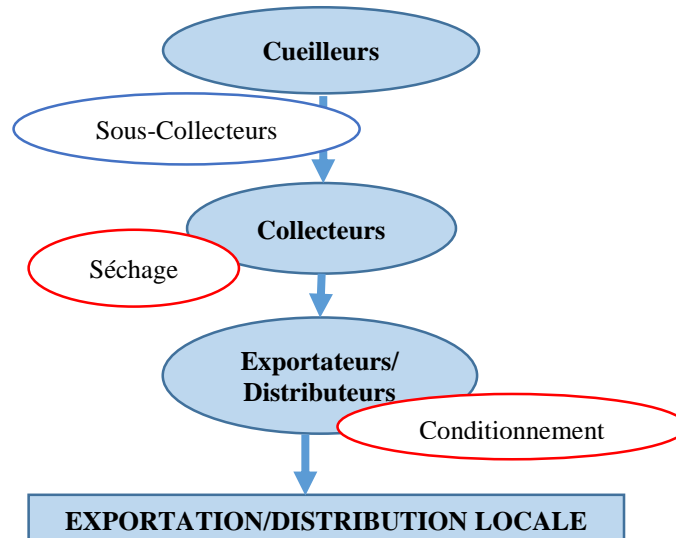 Cueilleurs
Sous-Collecteurs
Collecteurs
Séchage
Exportateurs/
Distributeurs
Conditionnement
EXPORTATION/DISTRIBUTION LOCALE